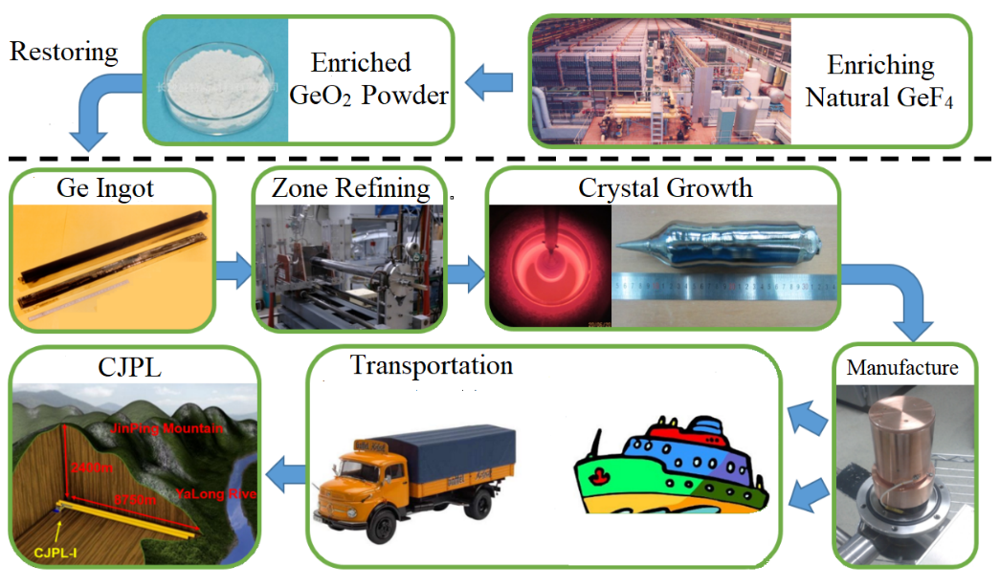 Restoring
Enriched
GeO₂ Powder
Enriching
Natural GeF₄
Ge Ingot
Zone Refining
Crystal Growth
CJPL
JinPing Mountain
2400m
YaLong Rive
CJPL-I
Transportation
Manufacture